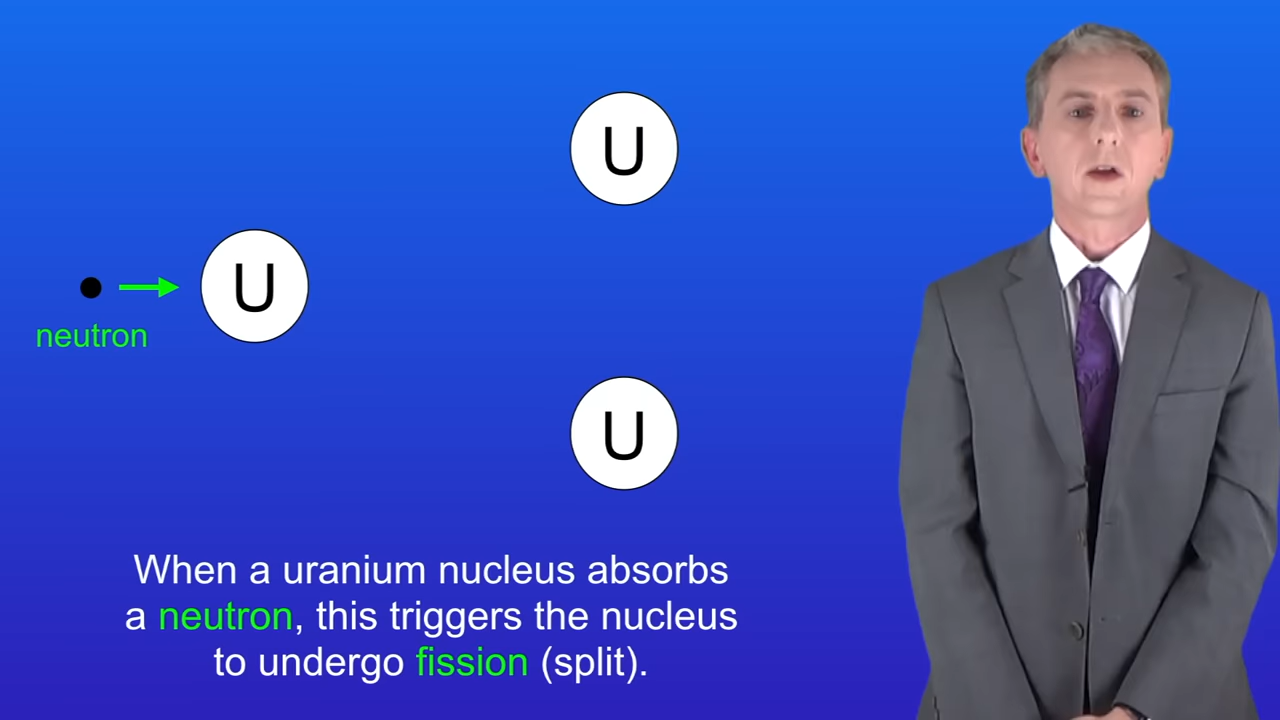 U
U
neutron
U
When a uranium nucleus absorbs
a neutron, this triggers the nucleus
to undergo fission (split).